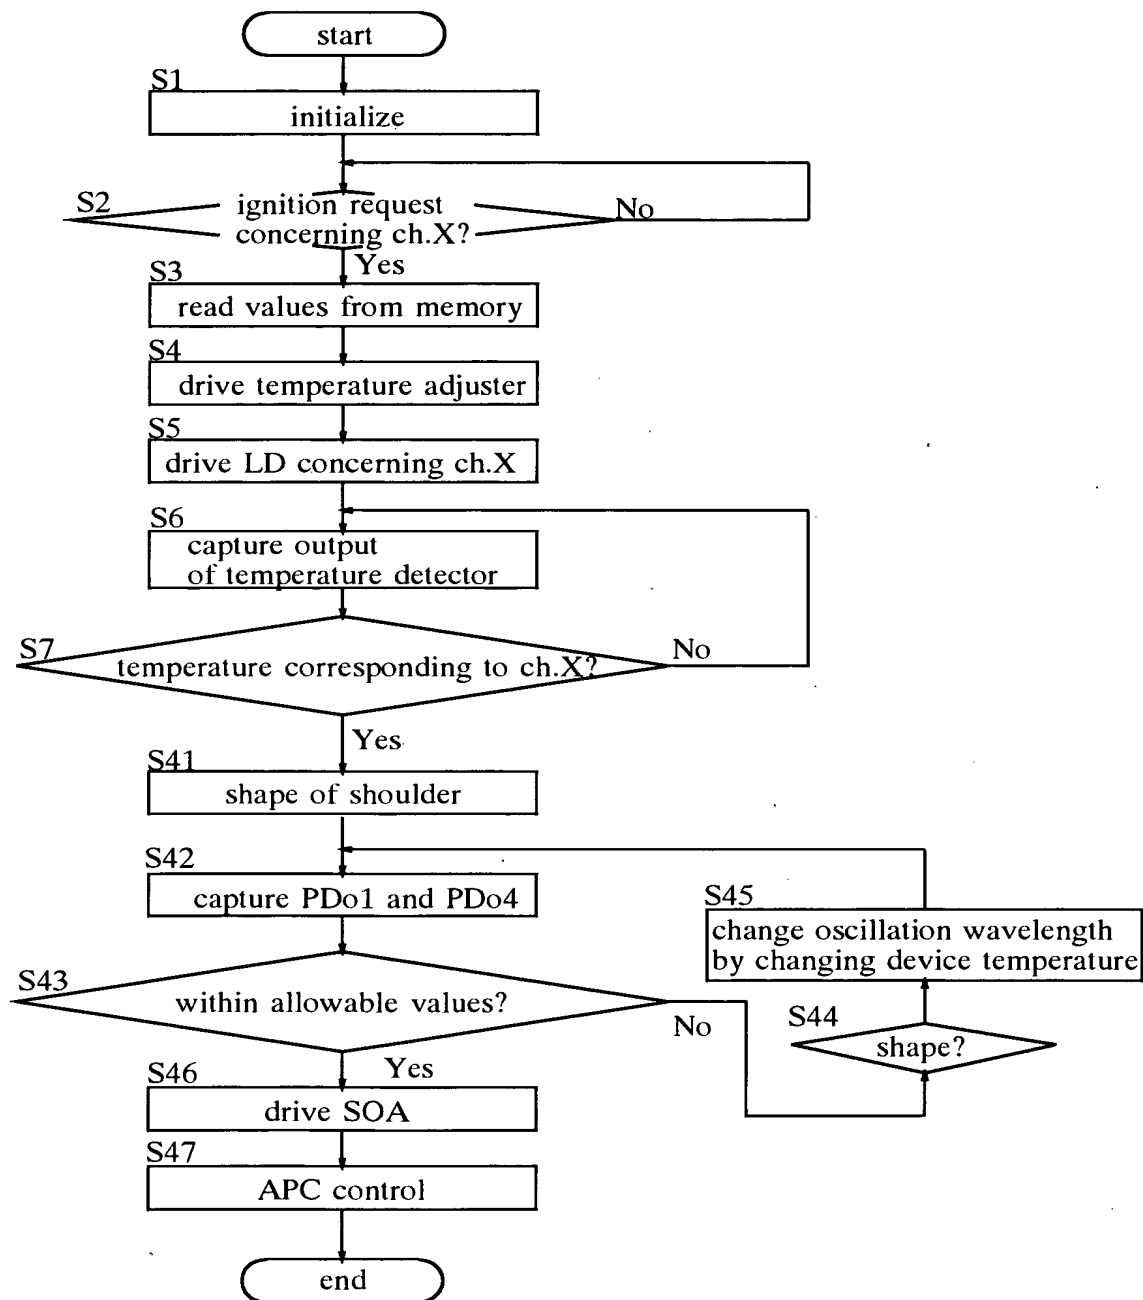 start
S1
initialize
S2
ignition request
concerning ch.X?
No
Yes
S3
read values from memory
S4
drive temperature adjuster
S5
drive LD concerning ch.X
S6
capture output
of temperature detector
S7
temperature corresponding to ch.X?
No
Yes
S41
shape of shoulder
S42
capture PDo1 and PDo4
S45
change oscillation wavelength
by changing device temperature
S43
within allowable values?
No
S44
shape?
Yes
S46
drive SOA
S47
APC control
end